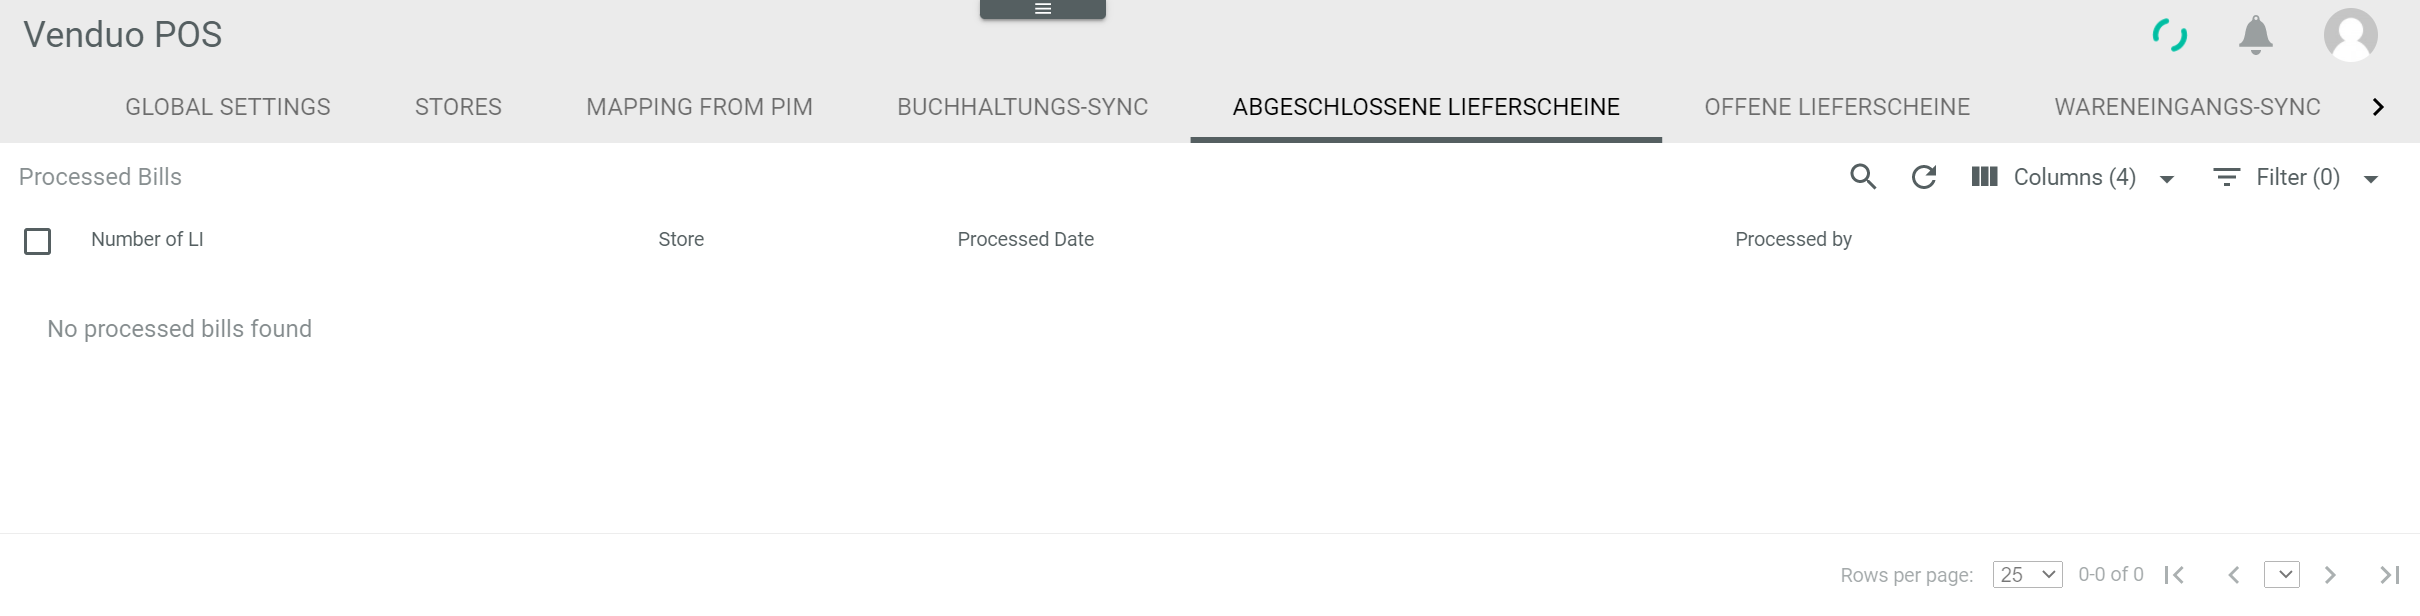 Venduo POS
GLOBAL SETTINGS STORES MAPPING FROM PIM BUCHHALTUNGS-SYNC ABGESCHLOSSENE LIEFERSCHEINE OFFENE LIEFERSCHEINE WARENEINGANGS-SYNC
Processed Bills Columns (4) Filter (0)
Number of LI Store Processed Date Processed by
No processed bills found
Rows per page: 25 0-0 of 0